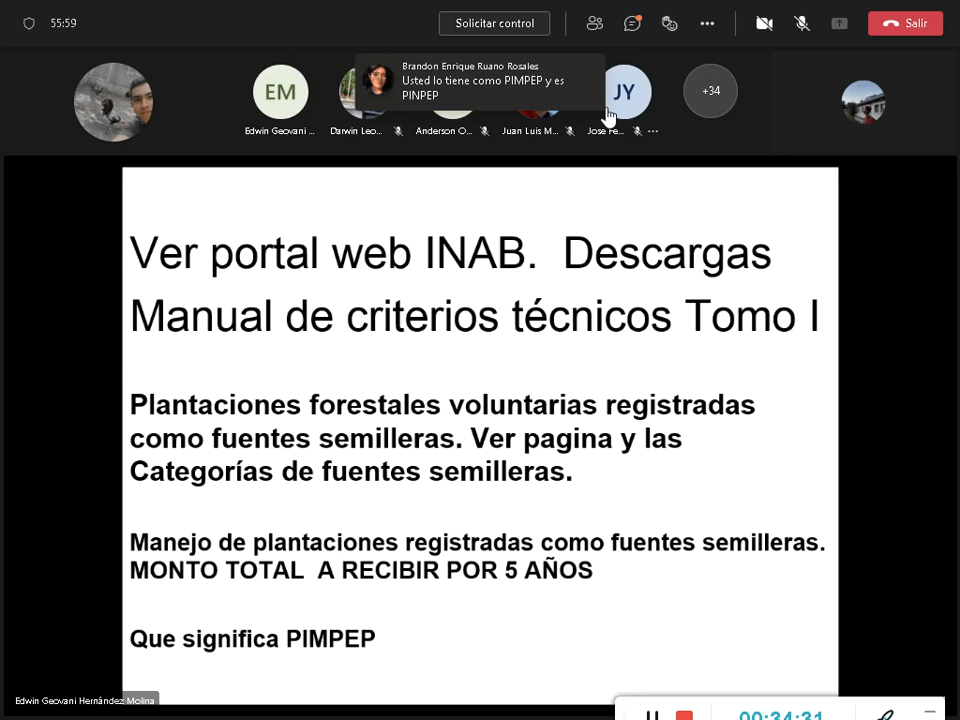 55:59
Solicitar control
Salir
Brandon Enrique Ruano Rosales
Usted lo tiene como PIMPEP y es
PINPEP
EM
JY
+34
Edwin Geovani ...
Darwin Leo...
Anderson O...
Juan Luis M...
Jose Fe...
Ver portal web INAB. Descargas
Manual de criterios técnicos Tomo I
Plantaciones forestales voluntarias registradas
como fuentes semilleras. Ver pagina y las
Categorías de fuentes semilleras.
Manejo de plantaciones registradas como fuentes semilleras.
MONTO TOTAL A RECIBIR POR 5 AÑOS
Que significa PIMPEP
Edwin Geovani Hernández Molina
00:34:31